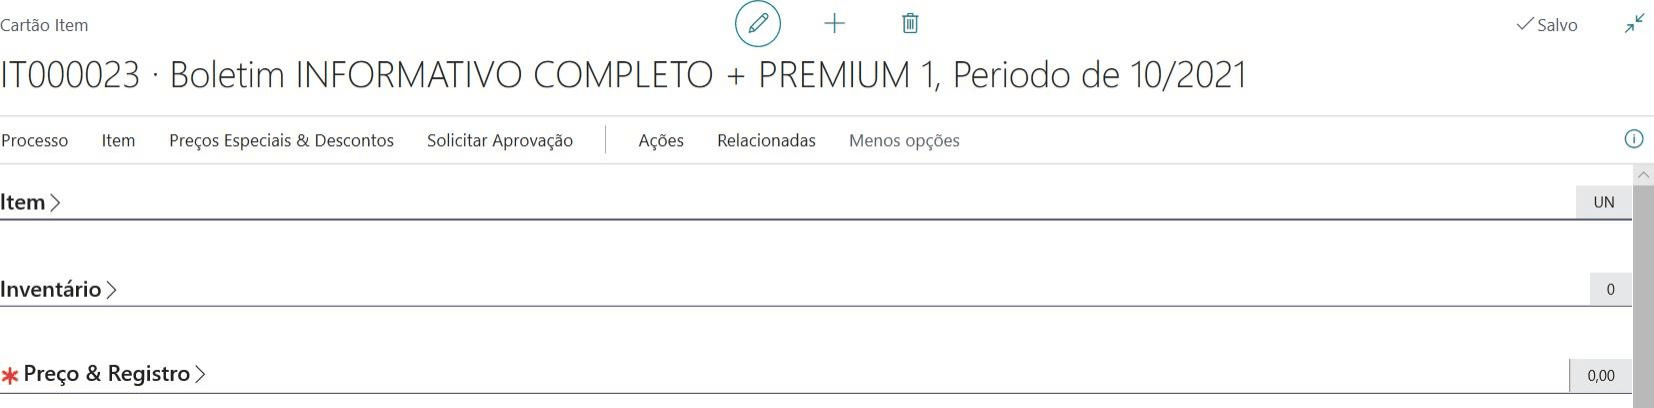 Cartão Item
Salvo
IT000023 · Boletim INFORMATIVO COMPLETO + PREMIUM 1, Periodo de 10/2021
Processo Item Preços Especiais & Descontos Solicitar Aprovação Ações Relacionadas Menos opções
Item UN
Inventário 0
Preço & Registro 0,00